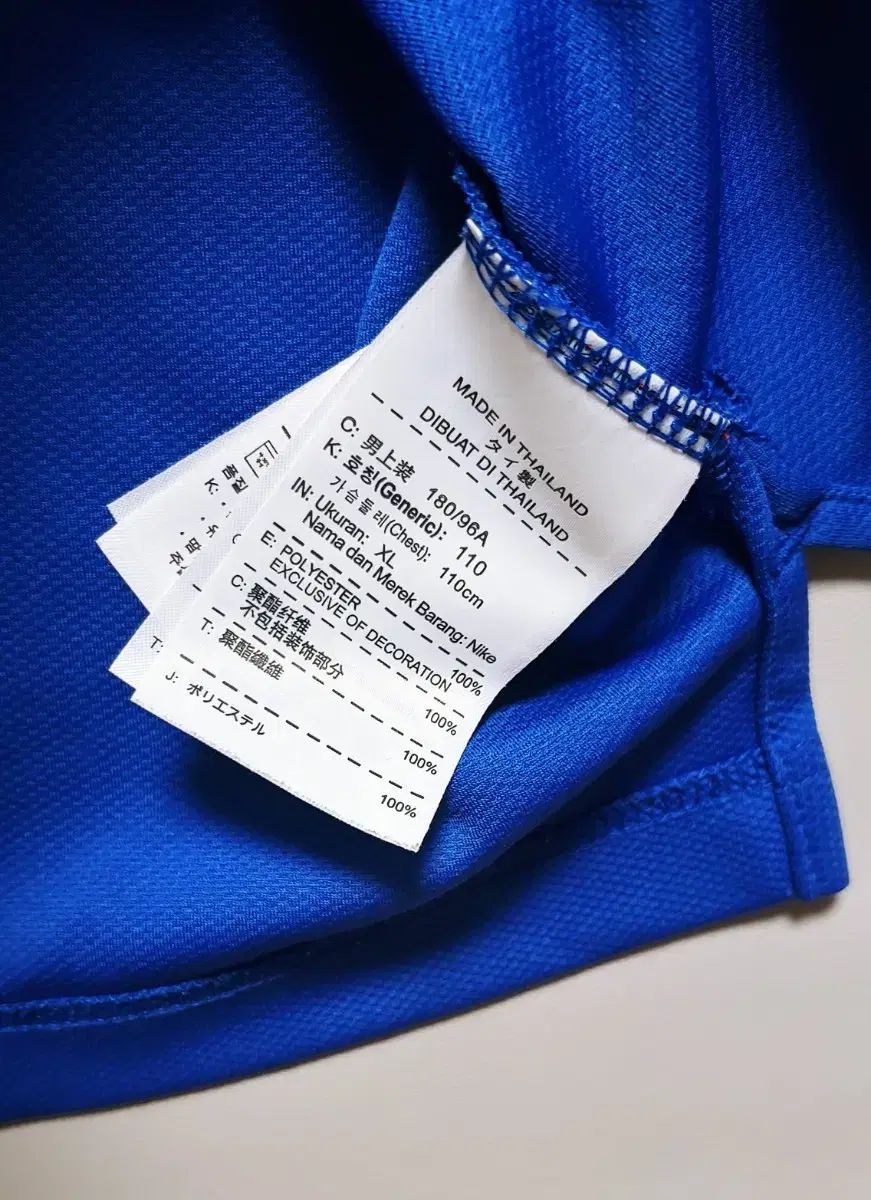 MADE IN THAILAND
タイ製
DIBUAT DI THAILAND
C: 男上装 180/96A
K: 호칭(Generic): 110
가슴둘레(Chest): 110cm
IN: Ukuran: XL
Nama dan Merek Barang: Nike
E: POLYESTER 100%
EXCLUSIVE OF DECORATION
C: 聚酯纤维 100%
不包括装饰部分
T: 聚酯纖維 100%
J: ポリエステル 100%
K: 품질
T: